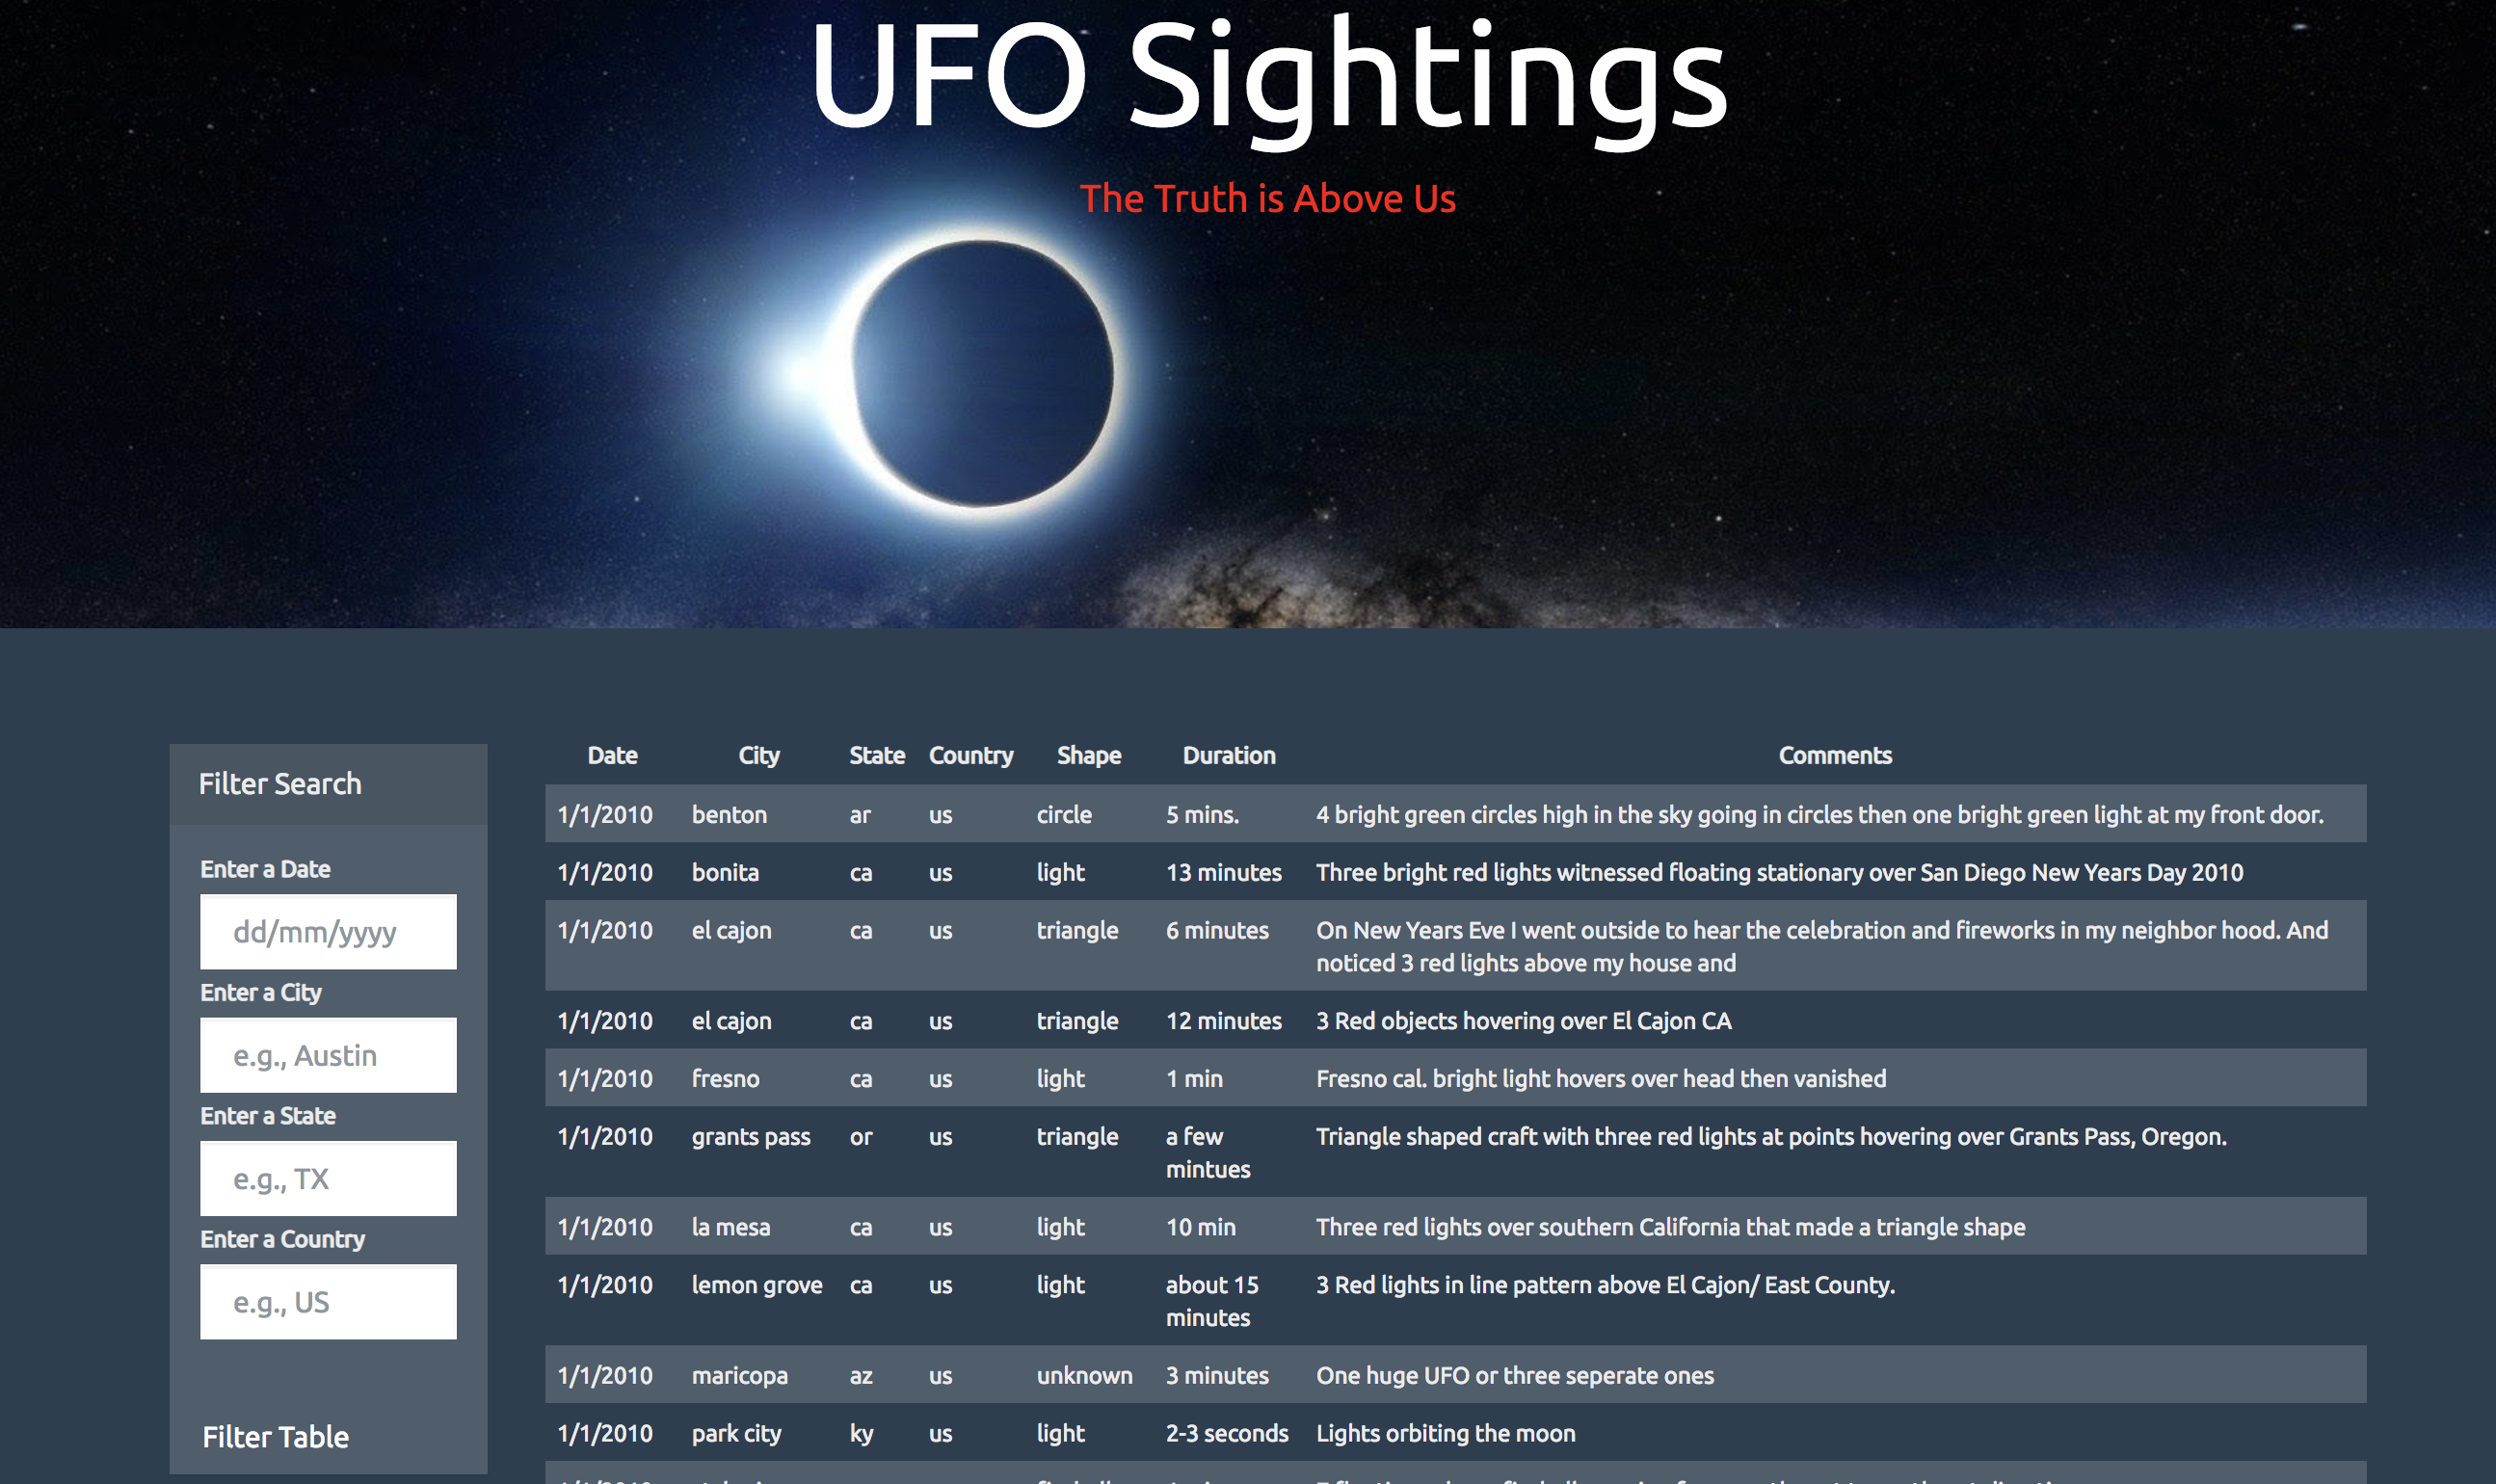 UFO Sightings
The Truth is Above Us
Filter Search
Enter a Date
dd/mm/yyyy
Enter a City
e.g., Austin
Enter a State
e.g., TX
Enter a Country
e.g., US
Filter Table
Date City State Country Shape Duration Comments
1/1/2010 benton ar us circle 5 mins. 4 bright green circles high in the sky going in circles then one bright green light at my front door.
1/1/2010 bonita ca us light 13 minutes Three bright red lights witnessed floating stationary over San Diego New Years Day 2010
1/1/2010 el cajon ca us triangle 6 minutes On New Years Eve I went outside to hear the celebration and fireworks in my neighbor hood. And
noticed 3 red lights above my house and
1/1/2010 el cajon ca us triangle 12 minutes 3 Red objects hovering over El Cajon CA
1/1/2010 fresno ca us light 1 min Fresno cal. bright light hovers over head then vanished
1/1/2010 grants pass or us triangle a few Triangle shaped craft with three red lights at points hovering over Grants Pass, Oregon.
mintues
1/1/2010 la mesa ca us light 10 min Three red lights over southern California that made a triangle shape
1/1/2010 lemon grove ca us light about 15 3 Red lights in line pattern above El Cajon/ East County.
minutes
1/1/2010 maricopa az us unknown 3 minutes One huge UFO or three seperate ones
1/1/2010 park city ky us light 2-3 seconds Lights orbiting the moon